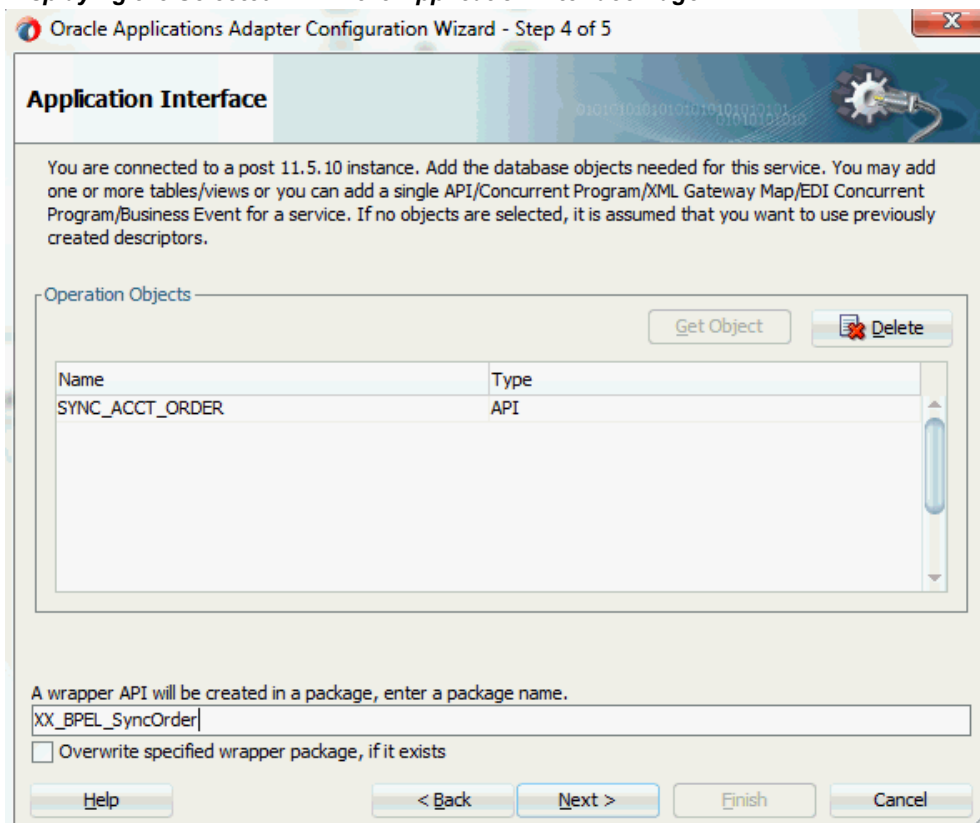 Oracle Applications Adapter Configuration Wizard - Step 4 of 5
Application Interface
You are connected to a post 11.5.10 instance. Add the database objects needed for this service. You may add
one or more tables/views or you can add a single API/Concurrent Program/XML Gateway Map/EDI Concurrent
Program/Business Event for a service. If no objects are selected, it is assumed that you want to use previously
created descriptors.
Operation Objects
Get Object
Delete
Name Type
SYNC_ACCT_ORDER API
A wrapper API will be created in a package, enter a package name.
XX_BPEL_SyncOrder
Overwrite specified wrapper package, if it exists
Help < Back Next > Finish Cancel